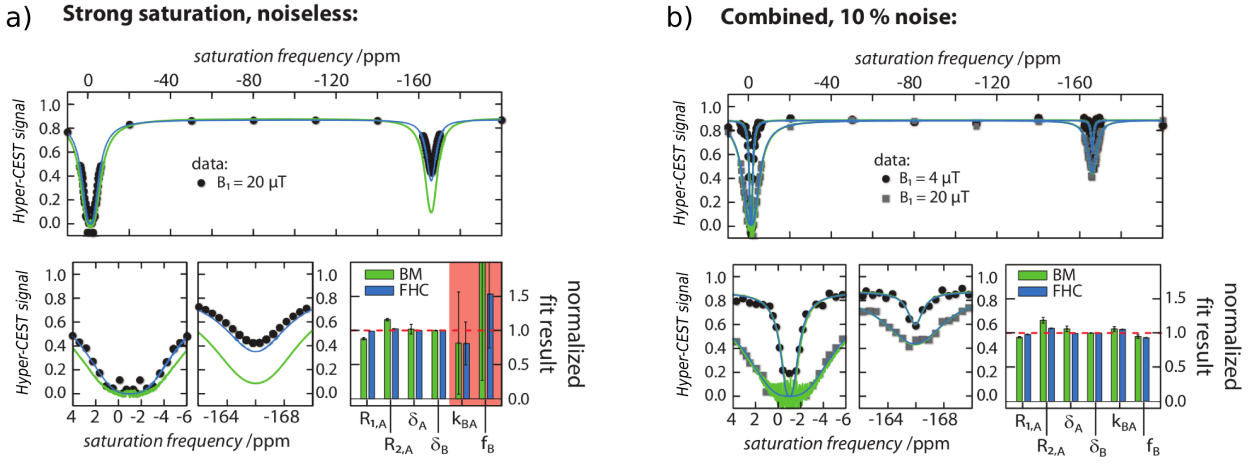 a) Strong saturation, noiseless:
saturation frequency /ppm
0 -40 -80 -120 -160
Hyper-CEST signal
1.0
0.8
0.6
0.4
0.2
0.0
data:
B₁ = 20 µT
Hyper-CEST signal
1.0
0.8
0.6
0.4
0.2
0.0
4 2 0 -2 -4 -6
-164 -168
saturation frequency /ppm
BM
FHC
1.0
0.8
0.6
0.4
0.2
0.0
1.5
1.0
0.5
0.0
normalized
fit result
R₁,A δA kBA
R₂,A δB fB
b) Combined, 10 % noise:
saturation frequency /ppm
0 -40 -80 -120 -160
Hyper-CEST signal
1.0
0.8
0.6
0.4
0.2
0.0
data:
B₁ = 4 µT
B₁ = 20 µT
Hyper-CEST signal
1.0
0.8
0.6
0.4
0.2
0.0
4 2 0 -2 -4 -6
-164 -168
saturation frequency /ppm
BM
FHC
1.0
0.8
0.6
0.4
0.2
0.0
1.5
1.0
0.5
0.0
normalized
fit result
R₁,A δA kBA
R₂,A δB fB